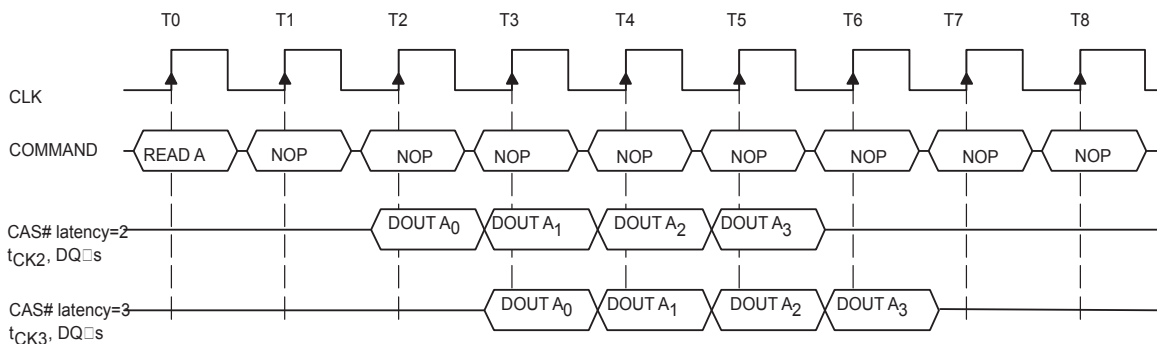 T0 T1 T2 T3 T4 T5 T6 T7 T8
CLK
COMMAND READ A NOP NOP NOP NOP NOP NOP NOP NOP
CAS# latency=2 DOUT A0 DOUT A1 DOUT A2 DOUT A3
tCK2, DQ□s
CAS# latency=3 DOUT A0 DOUT A1 DOUT A2 DOUT A3
tCK3, DQ□s